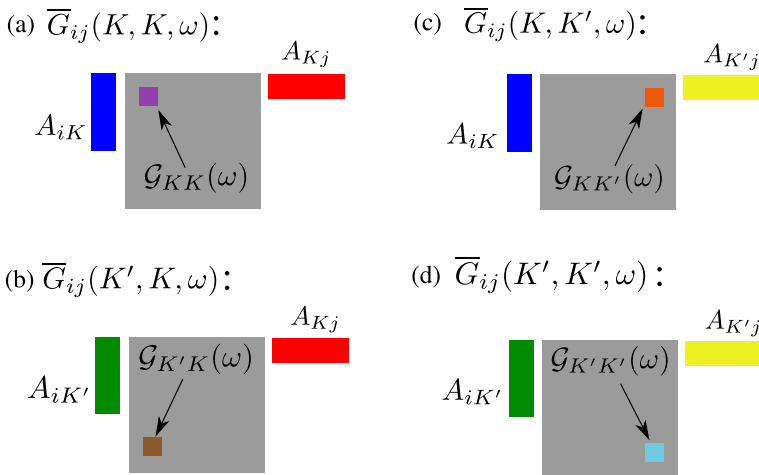 (a) $\overline{G}_{ij}(K, K, \omega)$:
$A_{Kj}$
$A_{iK}$
$\mathcal{G}_{KK}(\omega)$
(c) $\overline{G}_{ij}(K, K', \omega)$:
$A_{K'j}$
$A_{iK}$
$\mathcal{G}_{KK'}(\omega)$
(b) $\overline{G}_{ij}(K', K, \omega)$:
$A_{Kj}$
$\mathcal{G}_{K'K}(\omega)$
$A_{iK'}$
(d) $\overline{G}_{ij}(K', K', \omega)$:
$A_{K'j}$
$\mathcal{G}_{K'K'}(\omega)$
$A_{iK'}$